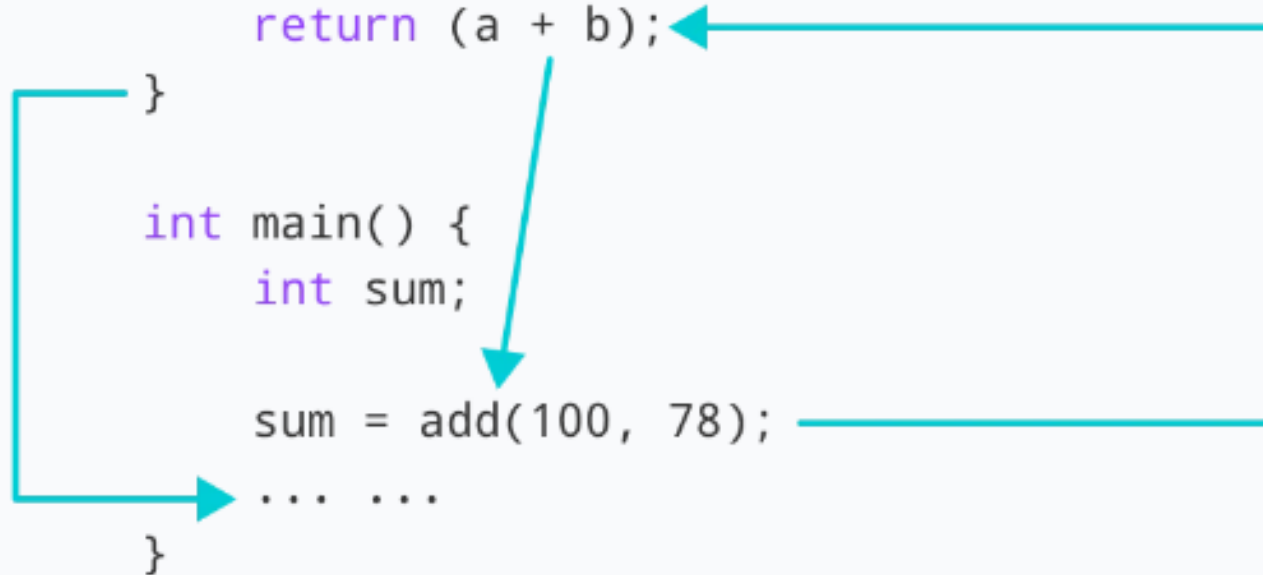 return (a + b);
}
int main() {
int sum;
sum = add(100, 78);
... ...
}